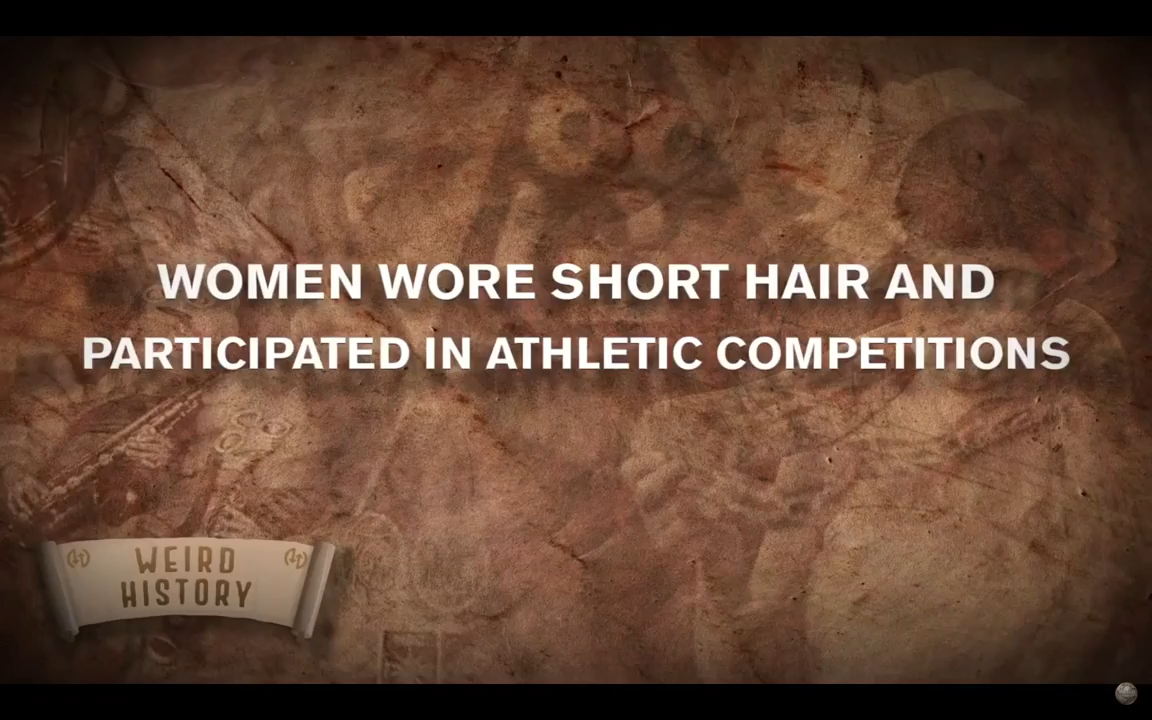 WOMEN WORE SHORT HAIR AND
PARTICIPATED IN ATHLETIC COMPETITIONS
WEIRD
HISTORY